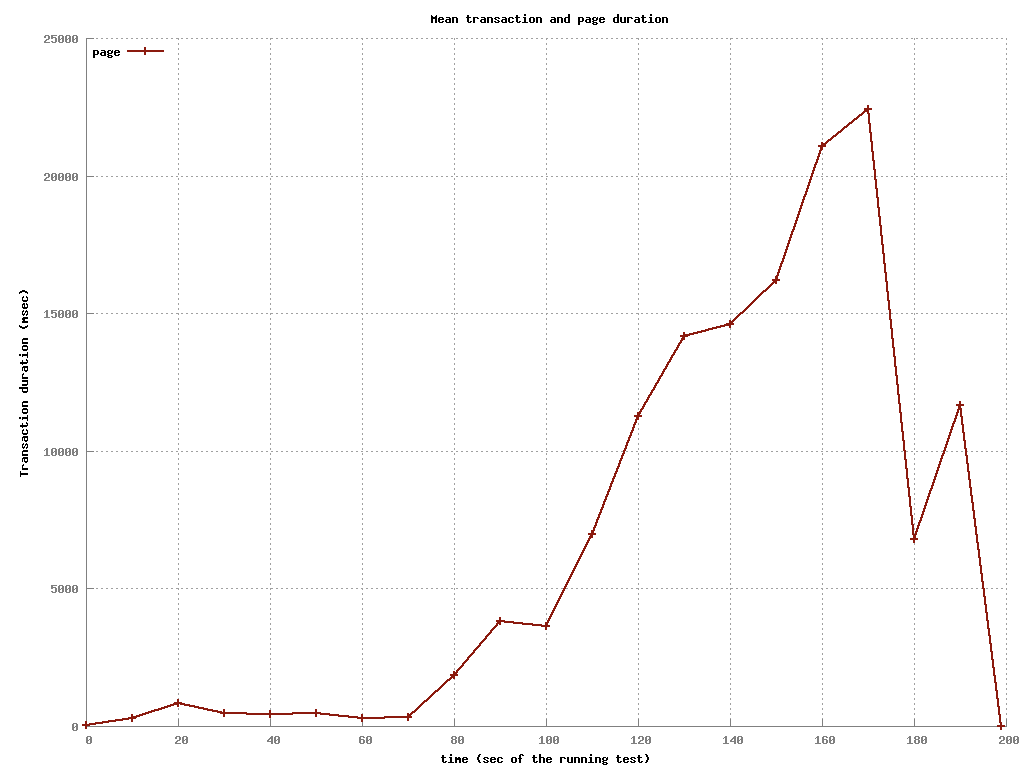 Mean transaction and page duration
page
25000
20000
15000
10000
5000
0
Transaction duration (msec)
0 20 40 60 80 100 120 140 160 180 200
time (sec of the running test)